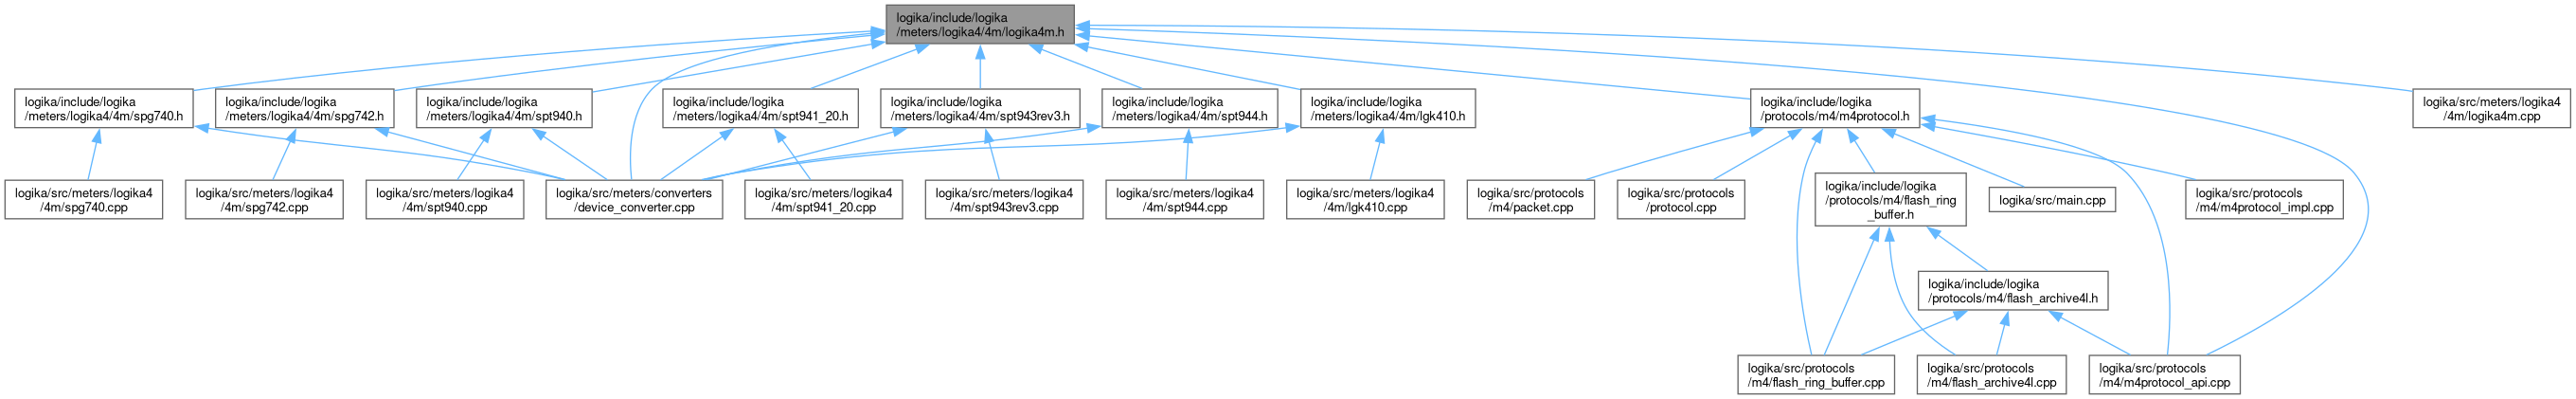 logika/include/logika
/meters/logika4/4m/logika4m.h
logika/include/logika
/meters/logika4/4m/spg740.h
logika/include/logika
/meters/logika4/4m/spg742.h
logika/include/logika
/meters/logika4/4m/spt940.h
logika/include/logika
/meters/logika4/4m/spt941_20.h
logika/include/logika
/meters/logika4/4m/spt943rev3.h
logika/include/logika
/meters/logika4/4m/spt944.h
logika/include/logika
/meters/logika4/4m/lgk410.h
logika/include/logika
/protocols/m4/m4protocol.h
logika/src/meters/logika4
/4m/logika4m.cpp
logika/src/meters/logika4
/4m/spg740.cpp
logika/src/meters/logika4
/4m/spg742.cpp
logika/src/meters/logika4
/4m/spt940.cpp
logika/src/meters/converters
/device_converter.cpp
logika/src/meters/logika4
/4m/spt941_20.cpp
logika/src/meters/logika4
/4m/spt943rev3.cpp
logika/src/meters/logika4
/4m/spt944.cpp
logika/src/meters/logika4
/4m/lgk410.cpp
logika/src/protocols
/m4/packet.cpp
logika/src/protocols
/protocol.cpp
logika/include/logika
/protocols/m4/flash_ring
_buffer.h
logika/src/main.cpp
logika/src/protocols
/m4/m4protocol_impl.cpp
logika/include/logika
/protocols/m4/flash_archive4l.h
logika/src/protocols
/m4/flash_ring_buffer.cpp
logika/src/protocols
/m4/flash_archive4l.cpp
logika/src/protocols
/m4/m4protocol_api.cpp